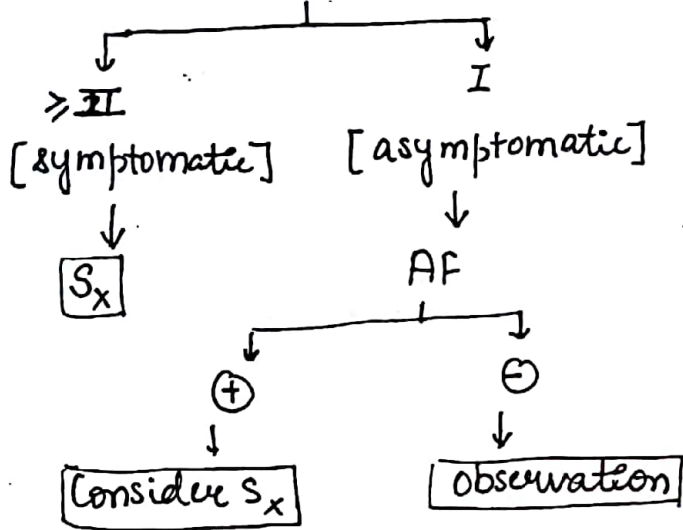 ≥ II
I
[symptomatic]
[asymptomatic]
Sx
AF
+
-
Consider Sx
observation